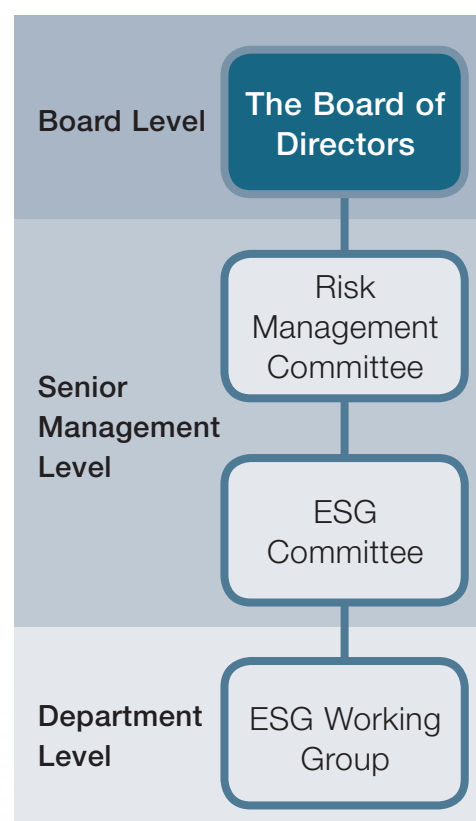 Board Level
The Board of
Directors
Risk
Management
Committee
Senior
Management
Level
ESG
Committee
Department
Level
ESG Working
Group